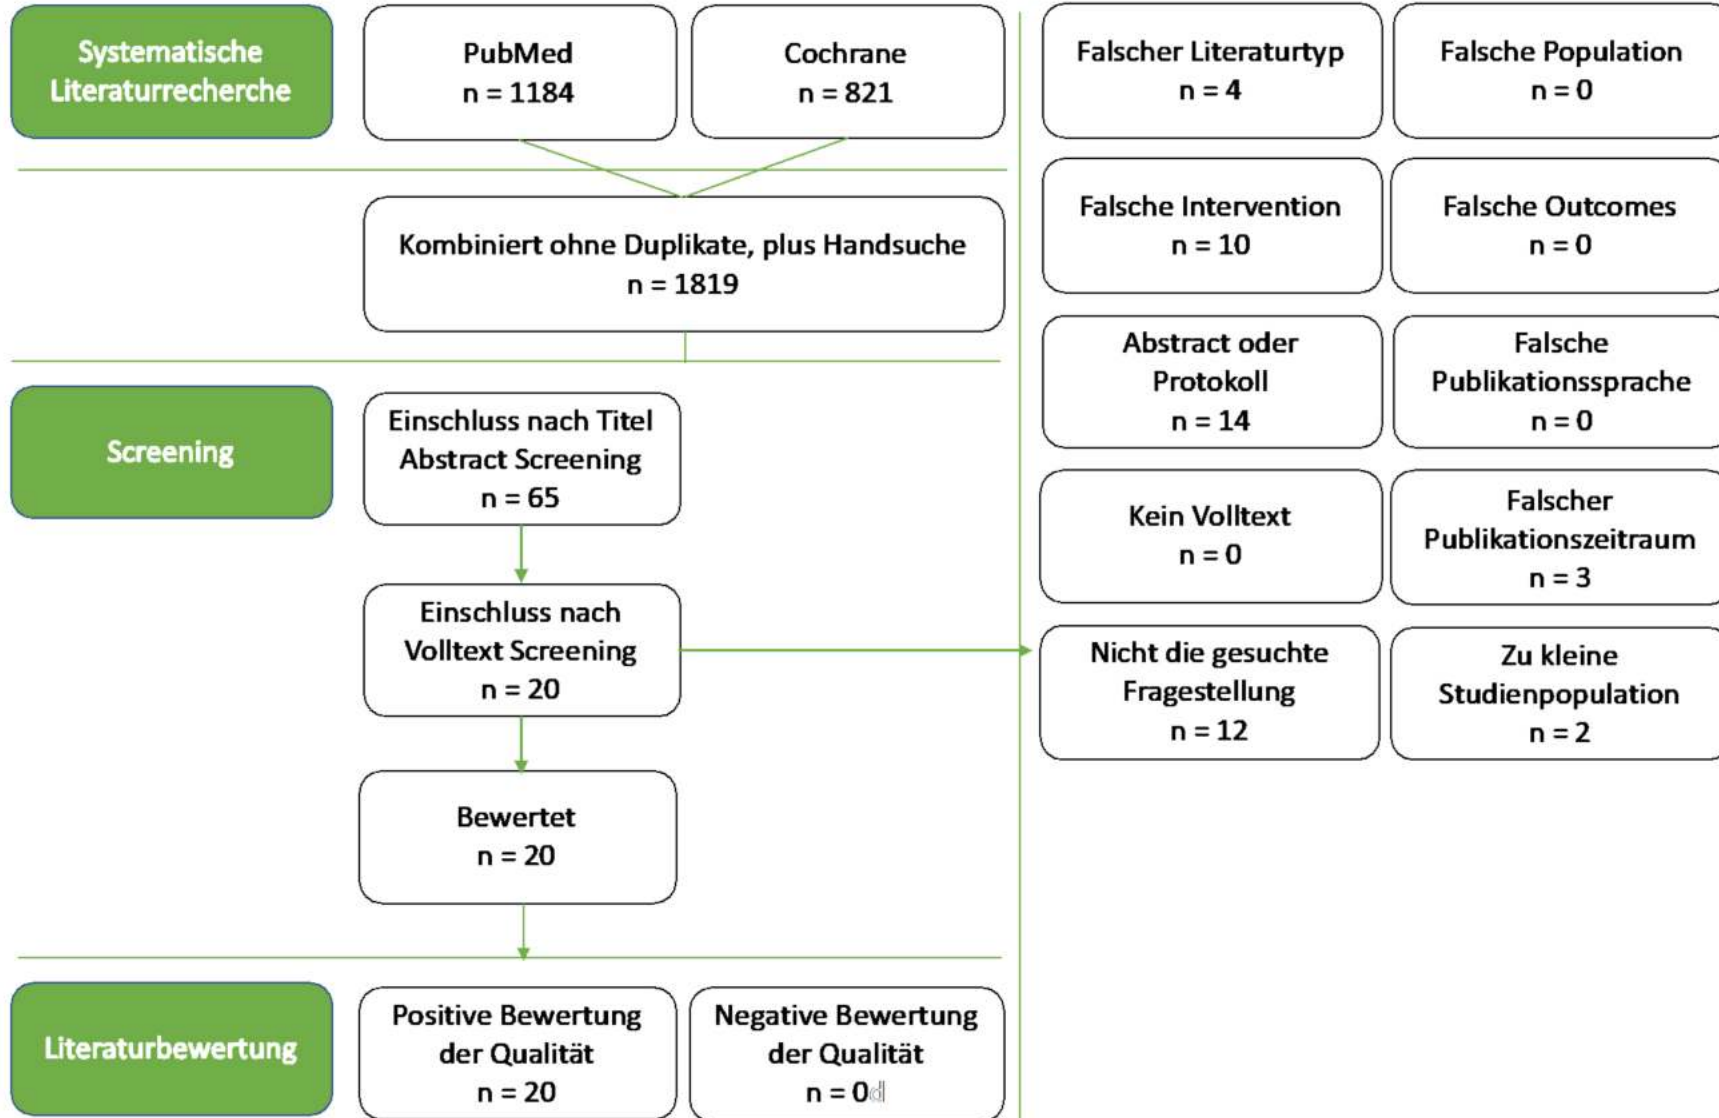 Systematische
Literaturrecherche
PubMed
n = 1184
Cochrane
n = 821
Kombiniert ohne Duplikate, plus Handsuche
n = 1819
Screening
Einschluss nach Titel
Abstract Screening
n = 65
Einschluss nach
Volltext Screening
n = 20
Bewertet
n = 20
Literaturbewertung
Positive Bewertung
der Qualität
n = 20
Negative Bewertung
der Qualität
n = 0d
Falscher Literaturtyp
n = 4
Falsche Population
n = 0
Falsche Intervention
n = 10
Falsche Outcomes
n = 0
Abstract oder
Protokoll
n = 14
Falsche
Publikationssprache
n = 0
Kein Volltext
n = 0
Falscher
Publikationszeitraum
n = 3
Nicht die gesuchte
Fragestellung
n = 12
Zu kleine
Studienpopulation
n = 2